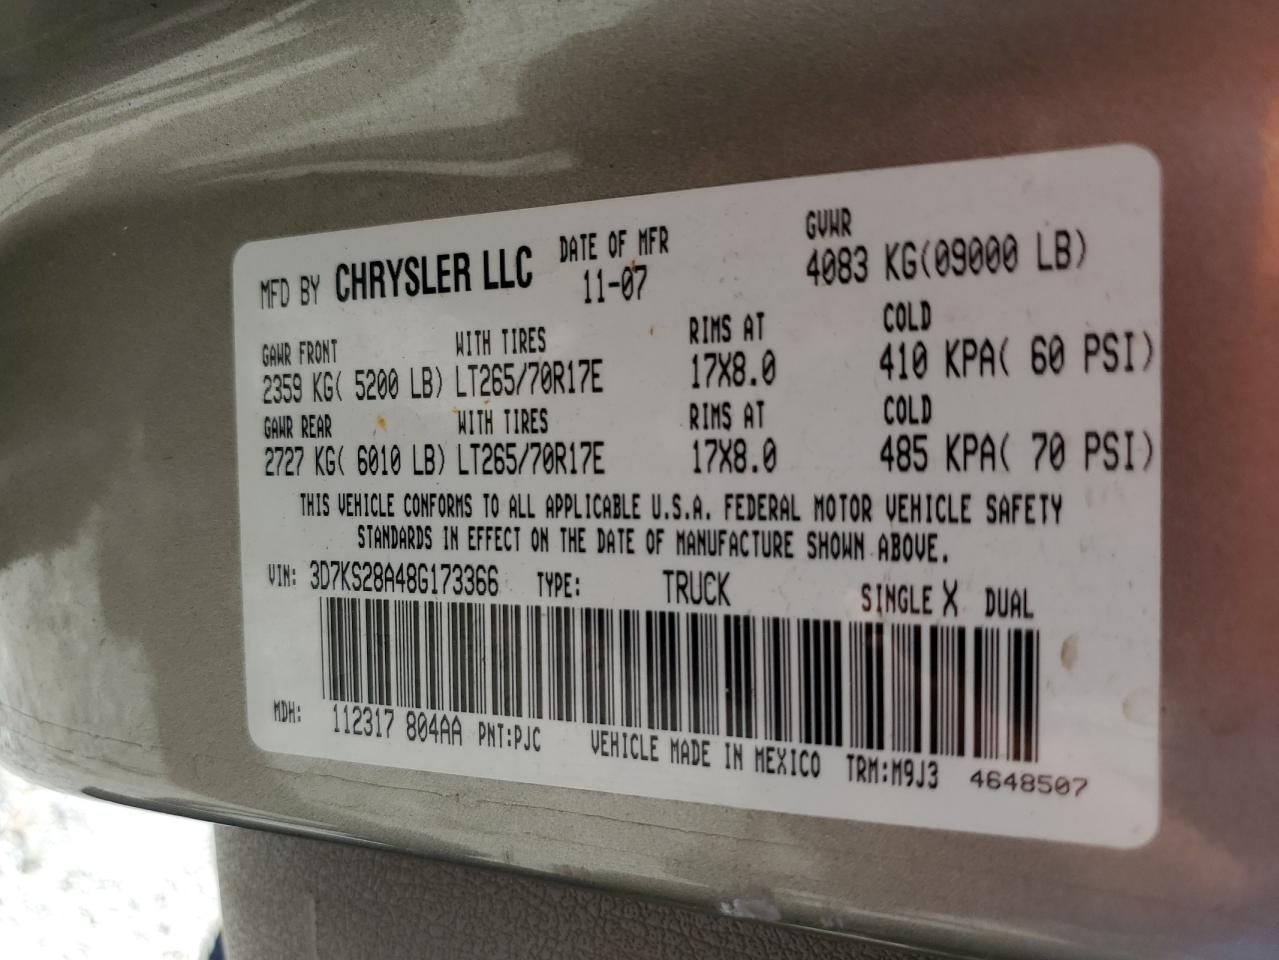 MFD BY CHRYSLER LLC DATE OF MFR GVWR
11-07 4083 KG(09000 LB)
GAWR FRONT WITH TIRES RIMS AT COLD
2359 KG( 5200 LB) LT265/70R17E 17X8.0 410 KPA( 60 PSI)
GAWR REAR WITH TIRES RIMS AT COLD
2727 KG( 6010 LB) LT265/70R17E 17X8.0 485 KPA( 70 PSI)
THIS VEHICLE CONFORMS TO ALL APPLICABLE U.S.A. FEDERAL MOTOR VEHICLE SAFETY
STANDARDS IN EFFECT ON THE DATE OF MANUFACTURE SHOWN ABOVE.
VIN: 3D7KS28A48G173366 TYPE: TRUCK SINGLE X DUAL
MDH: 112317 804AA PNT:PJC VEHICLE MADE IN MEXICO TRM:M9J3 4648507